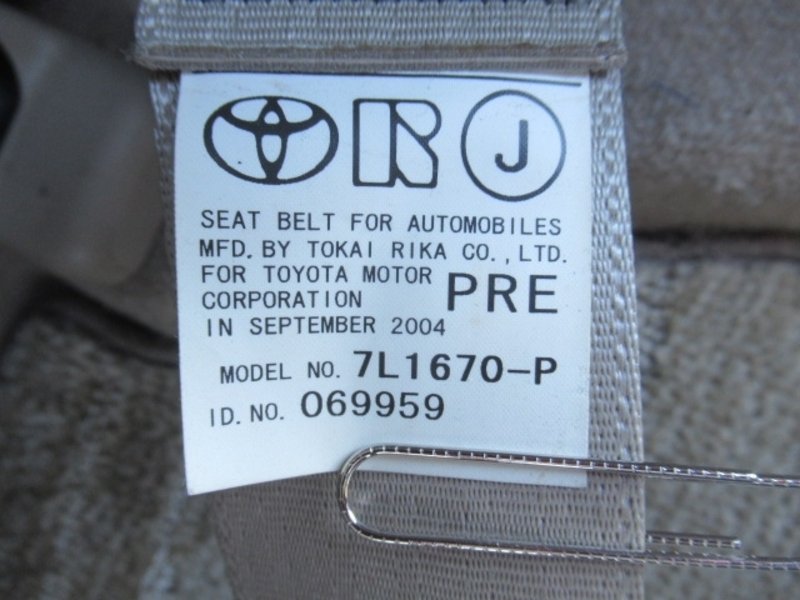 R J
SEAT BELT FOR AUTOMOBILES
MFD. BY TOKAI RIKA CO., LTD.
FOR TOYOTA MOTOR
CORPORATION PRE
IN SEPTEMBER 2004
MODEL NO. 7L1670-P
ID. NO. 069959